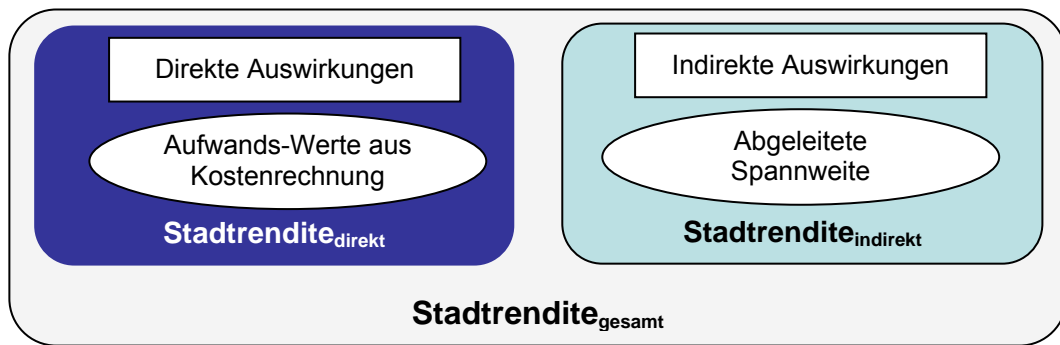 Direkte Auswirkungen
Aufwands-Werte aus
Kostenrechnung
Stadtrendite direkt
Indirekte Auswirkungen
Abgeleitete
Spannweite
Stadtrendite indirekt
Stadtrendite gesamt